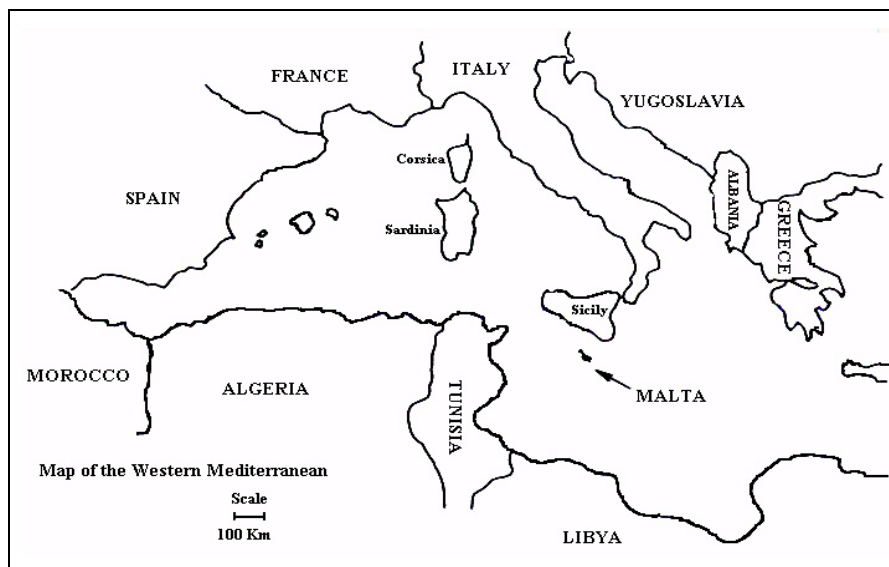 FRANCE
ITALY
YUGOSLAVIA
Corsica
ALBANIA
SPAIN
GREECE
Sardinia
Sicily
MOROCCO
ALGERIA
TUNISIA
MALTA
Map of the Western Mediterranean
Scale
100 Km
LIBYA